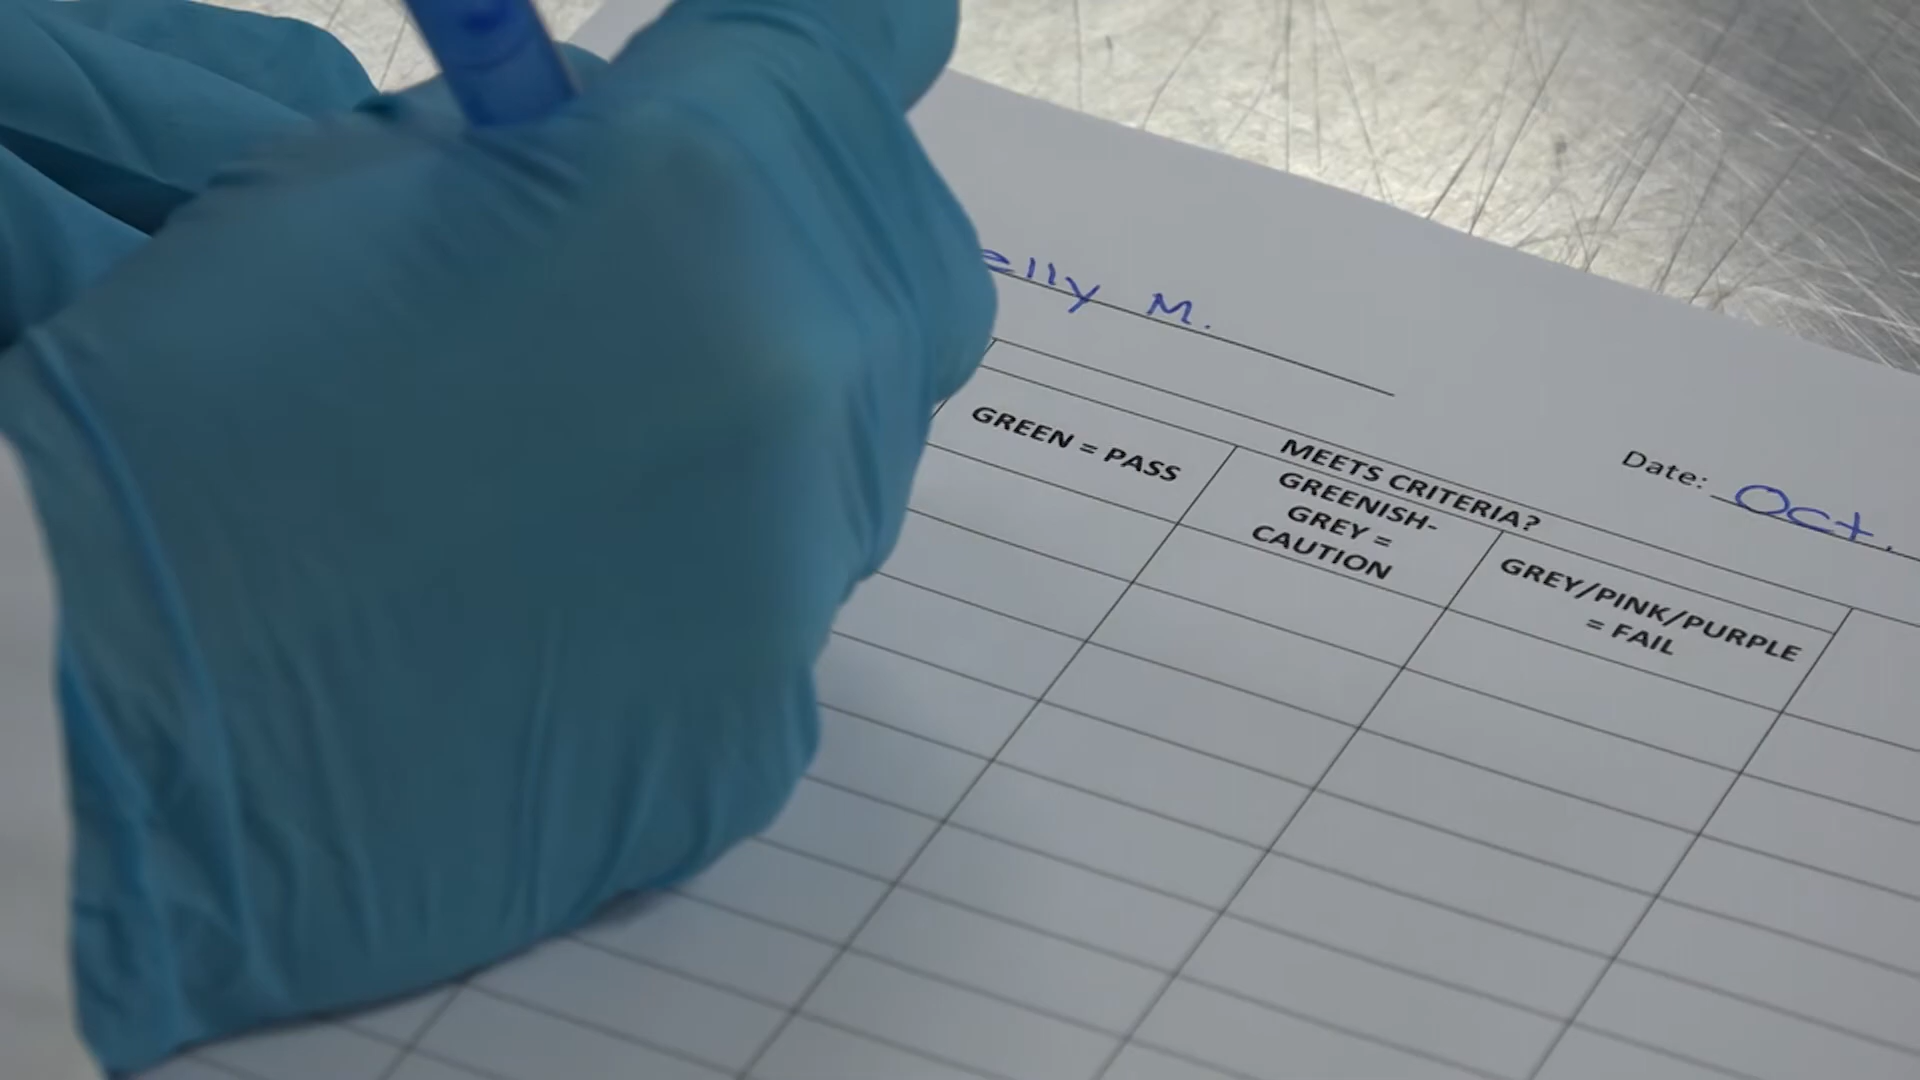 elly M.
Date: Oct.
MEETS CRITERIA?
GREEN = PASS
GREENISH-
GREY =
CAUTION
GREY/PINK/PURPLE
= FAIL